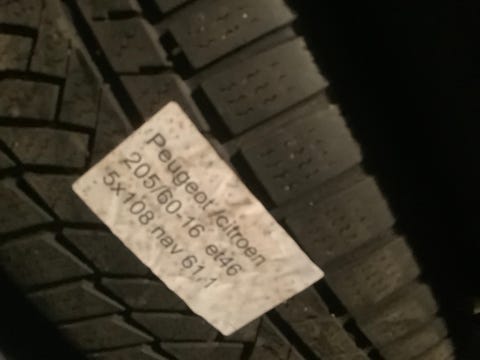 Peugeot /citroen
205/60-16 et46
5x108 nav 61,1